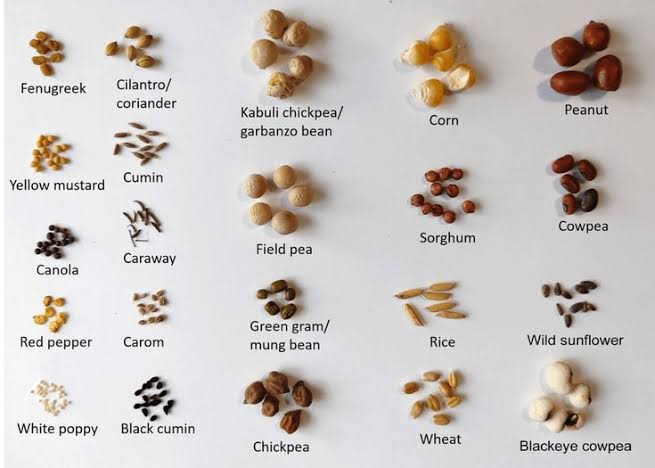 Fenugreek
Cilantro/
coriander
Kabuli chickpea/
garbanzo bean
Corn
Peanut
Yellow mustard
Cumin
Field pea
Sorghum
Cowpea
Canola
Caraway
Green gram/
mung bean
Rice
Wild sunflower
Red pepper
Carom
White poppy
Black cumin
Chickpea
Wheat
Blackeye cowpea